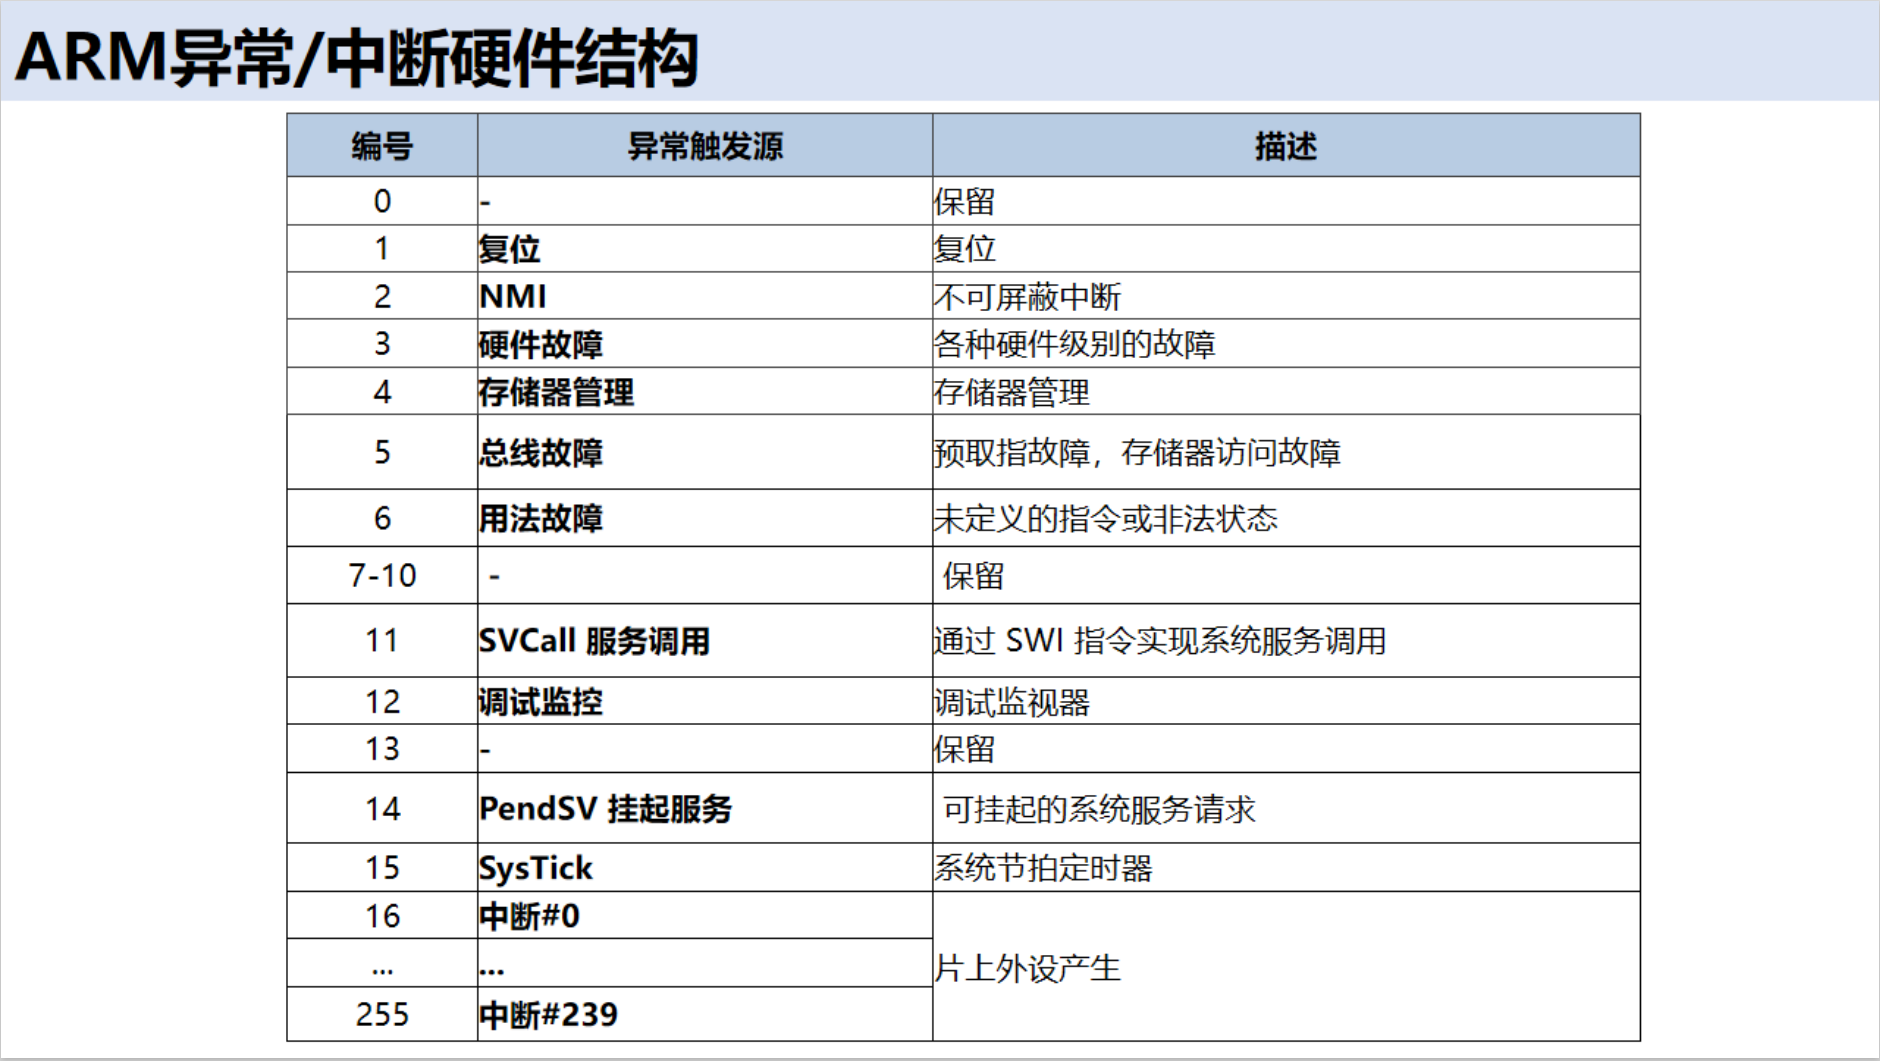 ARM异常/中断硬件结构
编号 异常触发源 描述
0 - 保留
1 复位 复位
2 NMI 不可屏蔽中断
3 硬件故障 各种硬件级别的故障
4 存储器管理 存储器管理
5 总线故障 预取指故障，存储器访问故障
6 用法故障 未定义的指令或非法状态
7-10 - 保留
11 SVCall 服务调用 通过 SWI 指令实现系统服务调用
12 调试监控 调试监视器
13 - 保留
14 PendSV 挂起服务 可挂起的系统服务请求
15 SysTick 系统节拍定时器
16 中断#0
... ... 片上外设产生
255 中断#239